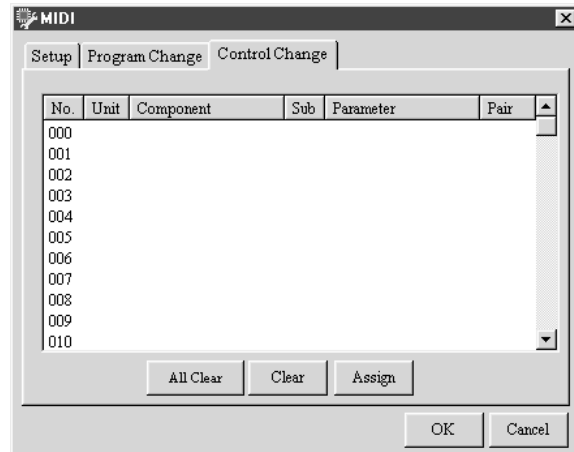 MIDI
Setup Program Change Control Change
No. Unit Component Sub Parameter Pair
000
001
002
003
004
005
006
007
008
009
010
All Clear Clear Assign
OK Cancel